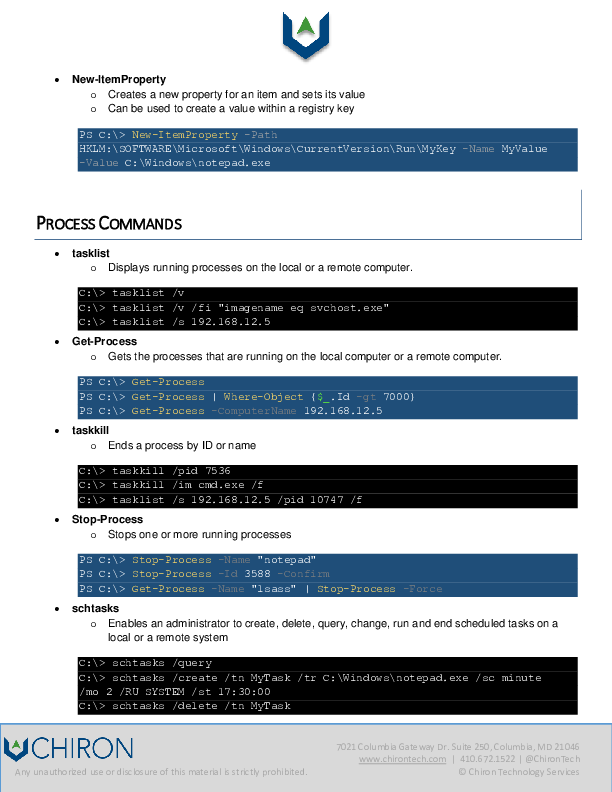 • New-ItemProperty
o Creates a new property for an item and sets its value
o Can be used to create a value within a registry key
PS C:\> New-ItemProperty -Path
HKLM:\SOFTWARE\Microsoft\Windows\CurrentVersion\Run\MyKey -Name MyValue
-Value C:\Windows\notepad.exe
PROCESS COMMANDS
• tasklist
o Displays running processes on the local or a remote computer.
C:\> tasklist /v
C:\> tasklist /v /fi "imagename eq svchost.exe"
C:\> tasklist /s 192.168.12.5
• Get-Process
o Gets the processes that are running on the local computer or a remote computer.
PS C:\> Get-Process
PS C:\> Get-Process | Where-Object {$_.Id -gt 7000}
PS C:\> Get-Process -ComputerName 192.168.12.5
• taskkill
o Ends a process by ID or name
C:\> taskkill /pid 7536
C:\> taskkill /im cmd.exe /f
C:\> tasklist /s 192.168.12.5 /pid 10747 /f
• Stop-Process
o Stops one or more running processes
PS C:\> Stop-Process -Name "notepad"
PS C:\> Stop-Process -Id 3588 -Confirm
PS C:\> Get-Process -Name "lsass" | Stop-Process -Force
• schtasks
o Enables an administrator to create, delete, query, change, run and end scheduled tasks on a
local or a remote system
C:\> schtasks /query
C:\> schtasks /create /tn MyTask /tr C:\Windows\notepad.exe /sc minute
/mo 2 /RU SYSTEM /st 17:30:00
C:\> schtasks /delete /tn MyTask
CHIRON
7021 Columbia Gateway Dr. Suite 250, Columbia, MD 21046
www.chirontech.com | 410.672.1522 | @ChironTech
Any unauthorized use or disclosure of this material is strictly prohibited.
© Chiron Technology Services